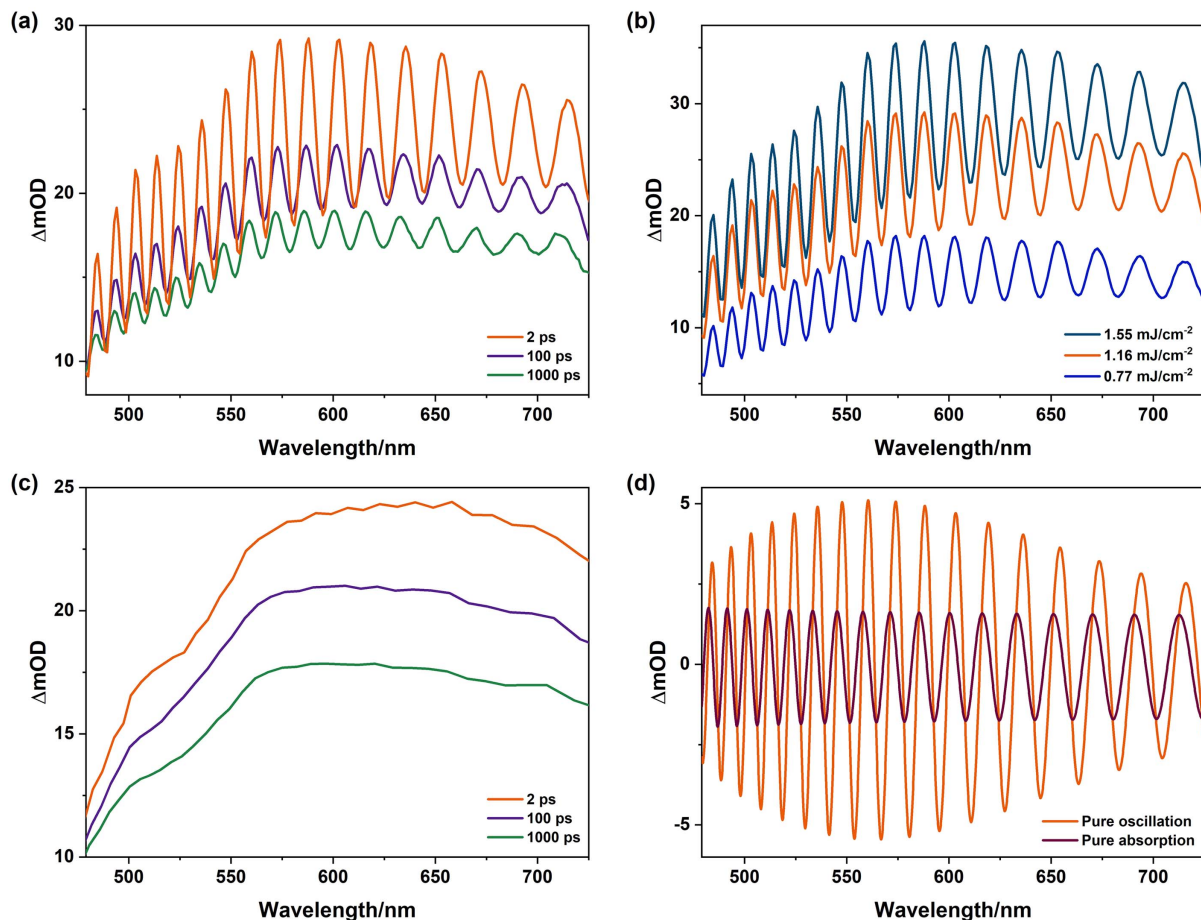 (a)
30
20
10
ΔmOD
2 ps
100 ps
1000 ps
500 550 600 650 700
Wavelength/nm
(b)
30
20
10
ΔmOD
1.55 mJ/cm⁻²
1.16 mJ/cm⁻²
0.77 mJ/cm⁻²
500 550 600 650 700
Wavelength/nm
(c)
25
20
15
10
ΔmOD
2 ps
100 ps
1000 ps
500 550 600 650 700
Wavelength/nm
(d)
5
0
-5
ΔmOD
Pure oscillation
Pure absorption
500 550 600 650 700
Wavelength/nm